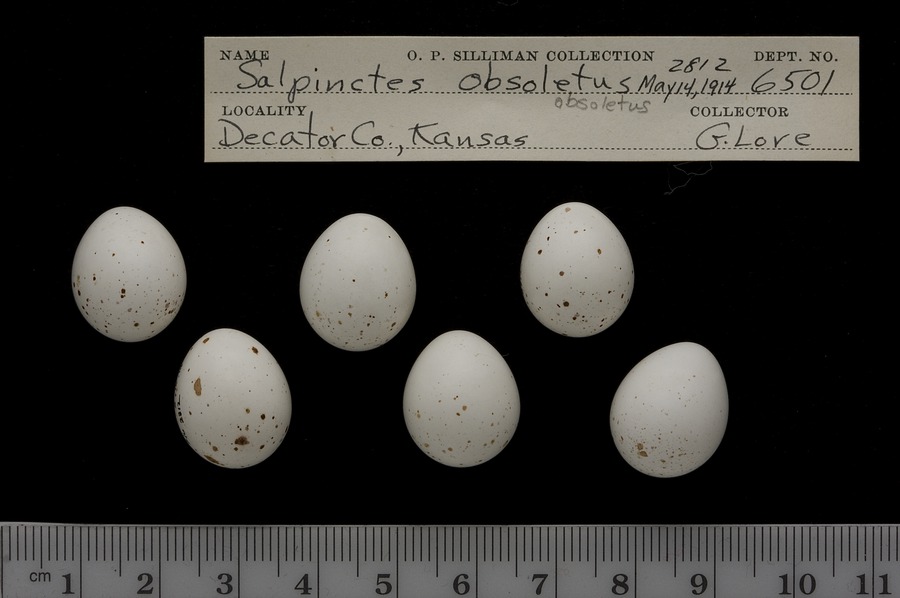 NAME O. P. SILLIMAN COLLECTION DEPT. NO.
2812
Salpinctes obsoletus May 14, 1914 6501
obsoletus
LOCALITY COLLECTOR
Decator Co., Kansas G. Love
cm 1 2 3 4 5 6 7 8 9 10 11